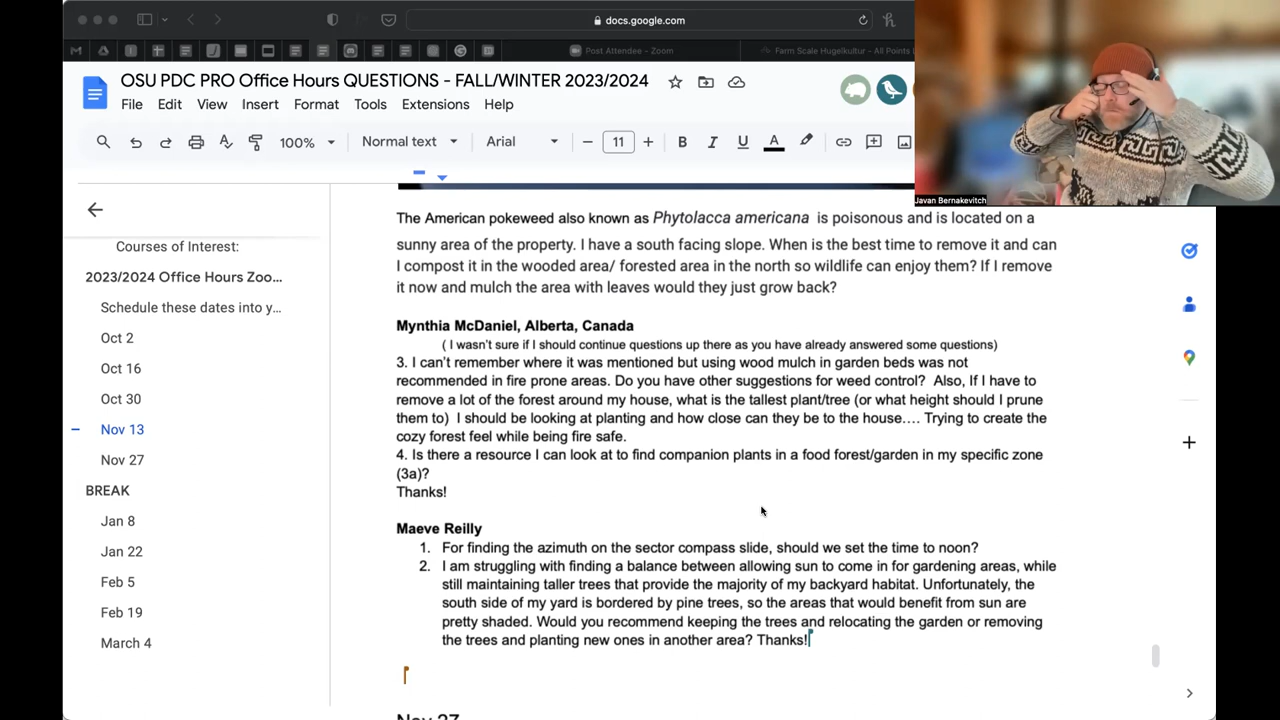 docs.google.com
Post Attendee - Zoom
Farm Scale Hugelkultur - All Points L
OSU PDC PRO Office Hours QUESTIONS - FALL/WINTER 2023/2024
File Edit View Insert Format Tools Extensions Help
100% Normal text Arial 11 B I U A
Javan Bernakevitch
Courses of Interest:
2023/2024 Office Hours Zoo...
Schedule these dates into y...
Oct 2
Oct 16
Oct 30
Nov 13
Nov 27
BREAK
Jan 8
Jan 22
Feb 5
Feb 19
March 4
The American pokeweed also known as Phytolacca americana is poisonous and is located on a
sunny area of the property. I have a south facing slope. When is the best time to remove it and can
I compost it in the wooded area/ forested area in the north so wildlife can enjoy them? If I remove
it now and mulch the area with leaves would they just grow back?
Mynthia McDaniel, Alberta, Canada
( I wasn't sure if I should continue questions up there as you have already answered some questions)
3. I can't remember where it was mentioned but using wood mulch in garden beds was not
recommended in fire prone areas. Do you have other suggestions for weed control? Also, If I have to
remove a lot of the forest around my house, what is the tallest plant/tree (or what height should I prune
them to) I should be looking at planting and how close can they be to the house.... Trying to create the
cozy forest feel while being fire safe.
4. Is there a resource I can look at to find companion plants in a food forest/garden in my specific zone
(3a)?
Thanks!
Maeve Reilly
1. For finding the azimuth on the sector compass slide, should we set the time to noon?
2. I am struggling with finding a balance between allowing sun to come in for gardening areas, while
still maintaining taller trees that provide the majority of my backyard habitat. Unfortunately, the
south side of my yard is bordered by pine trees, so the areas that would benefit from sun are
pretty shaded. Would you recommend keeping the trees and relocating the garden or removing
the trees and planting new ones in another area? Thanks!
Nov 27